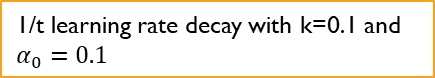 1/t learning rate decay with k=0.1 and
α₀ = 0.1